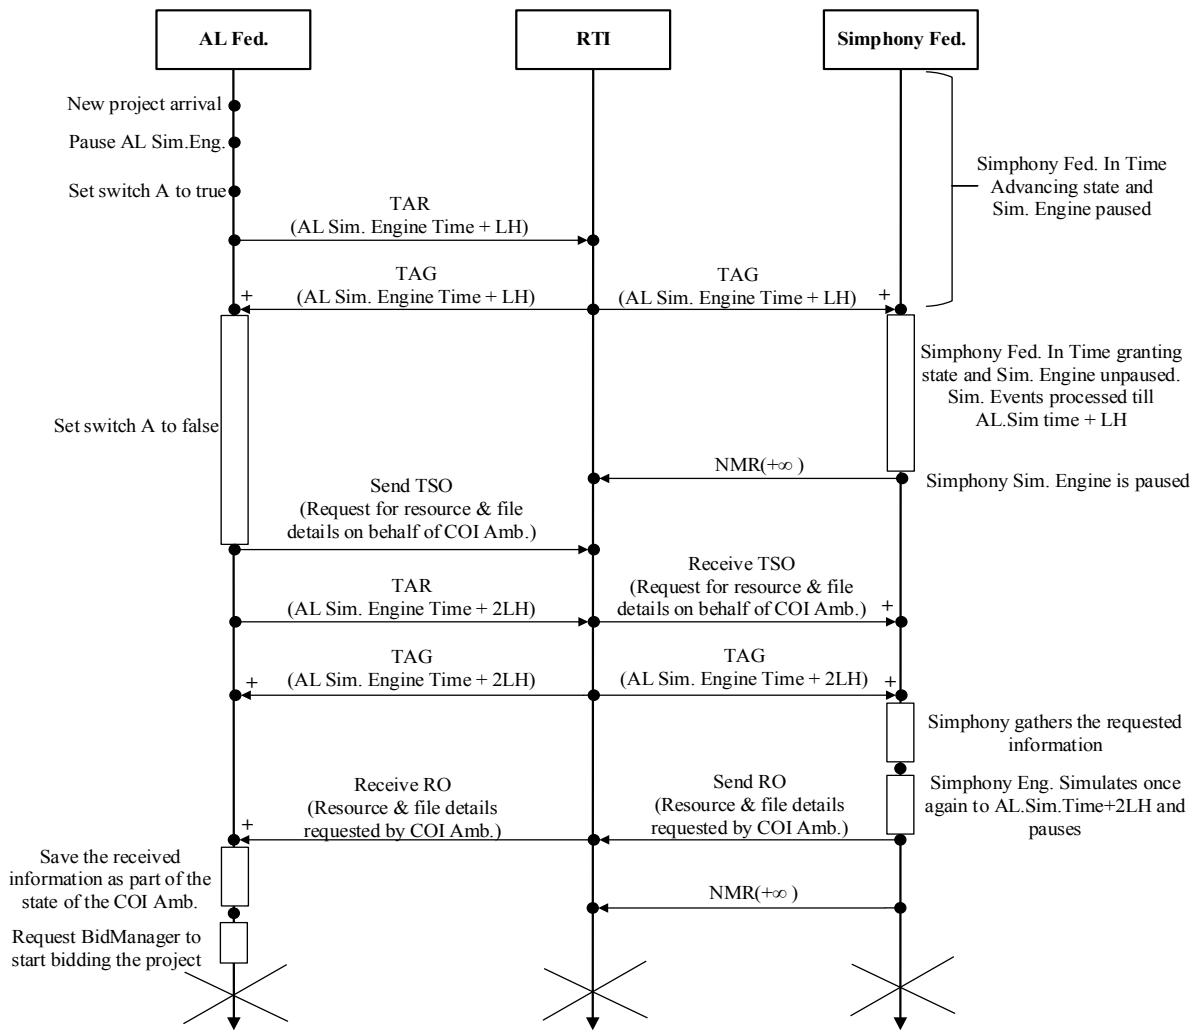 AL Fed.
RTI
Simphony Fed.
New project arrival
Pause AL Sim.Eng.
Set switch A to true
Simphony Fed. In Time
Advancing state and
Sim. Engine paused
TAR
(AL Sim. Engine Time + LH)
TAG
(AL Sim. Engine Time + LH)
+
TAG
(AL Sim. Engine Time + LH)
+
Simphony Fed. In Time granting
state and Sim. Engine unpaused.
Sim. Events processed till
AL.Sim time + LH
Set switch A to false
NMR(+∞ )
Simphony Sim. Engine is paused
Send TSO
(Request for resource & file
details on behalf of COI Amb.)
Receive TSO
(Request for resource & file
details on behalf of COI Amb.)
+
TAR
(AL Sim. Engine Time + 2LH)
TAG
(AL Sim. Engine Time + 2LH)
+
TAG
(AL Sim. Engine Time + 2LH)
+
Simphony gathers the requested
information
Simphony Eng. Simulates once
again to AL.Sim.Time+2LH and
pauses
Receive RO
(Resource & file details
requested by COI Amb.)
+
Send RO
(Resource & file details
requested by COI Amb.)
Save the received
information as part of the
state of the COI Amb.
NMR(+∞ )
Request BidManager to
start bidding the project